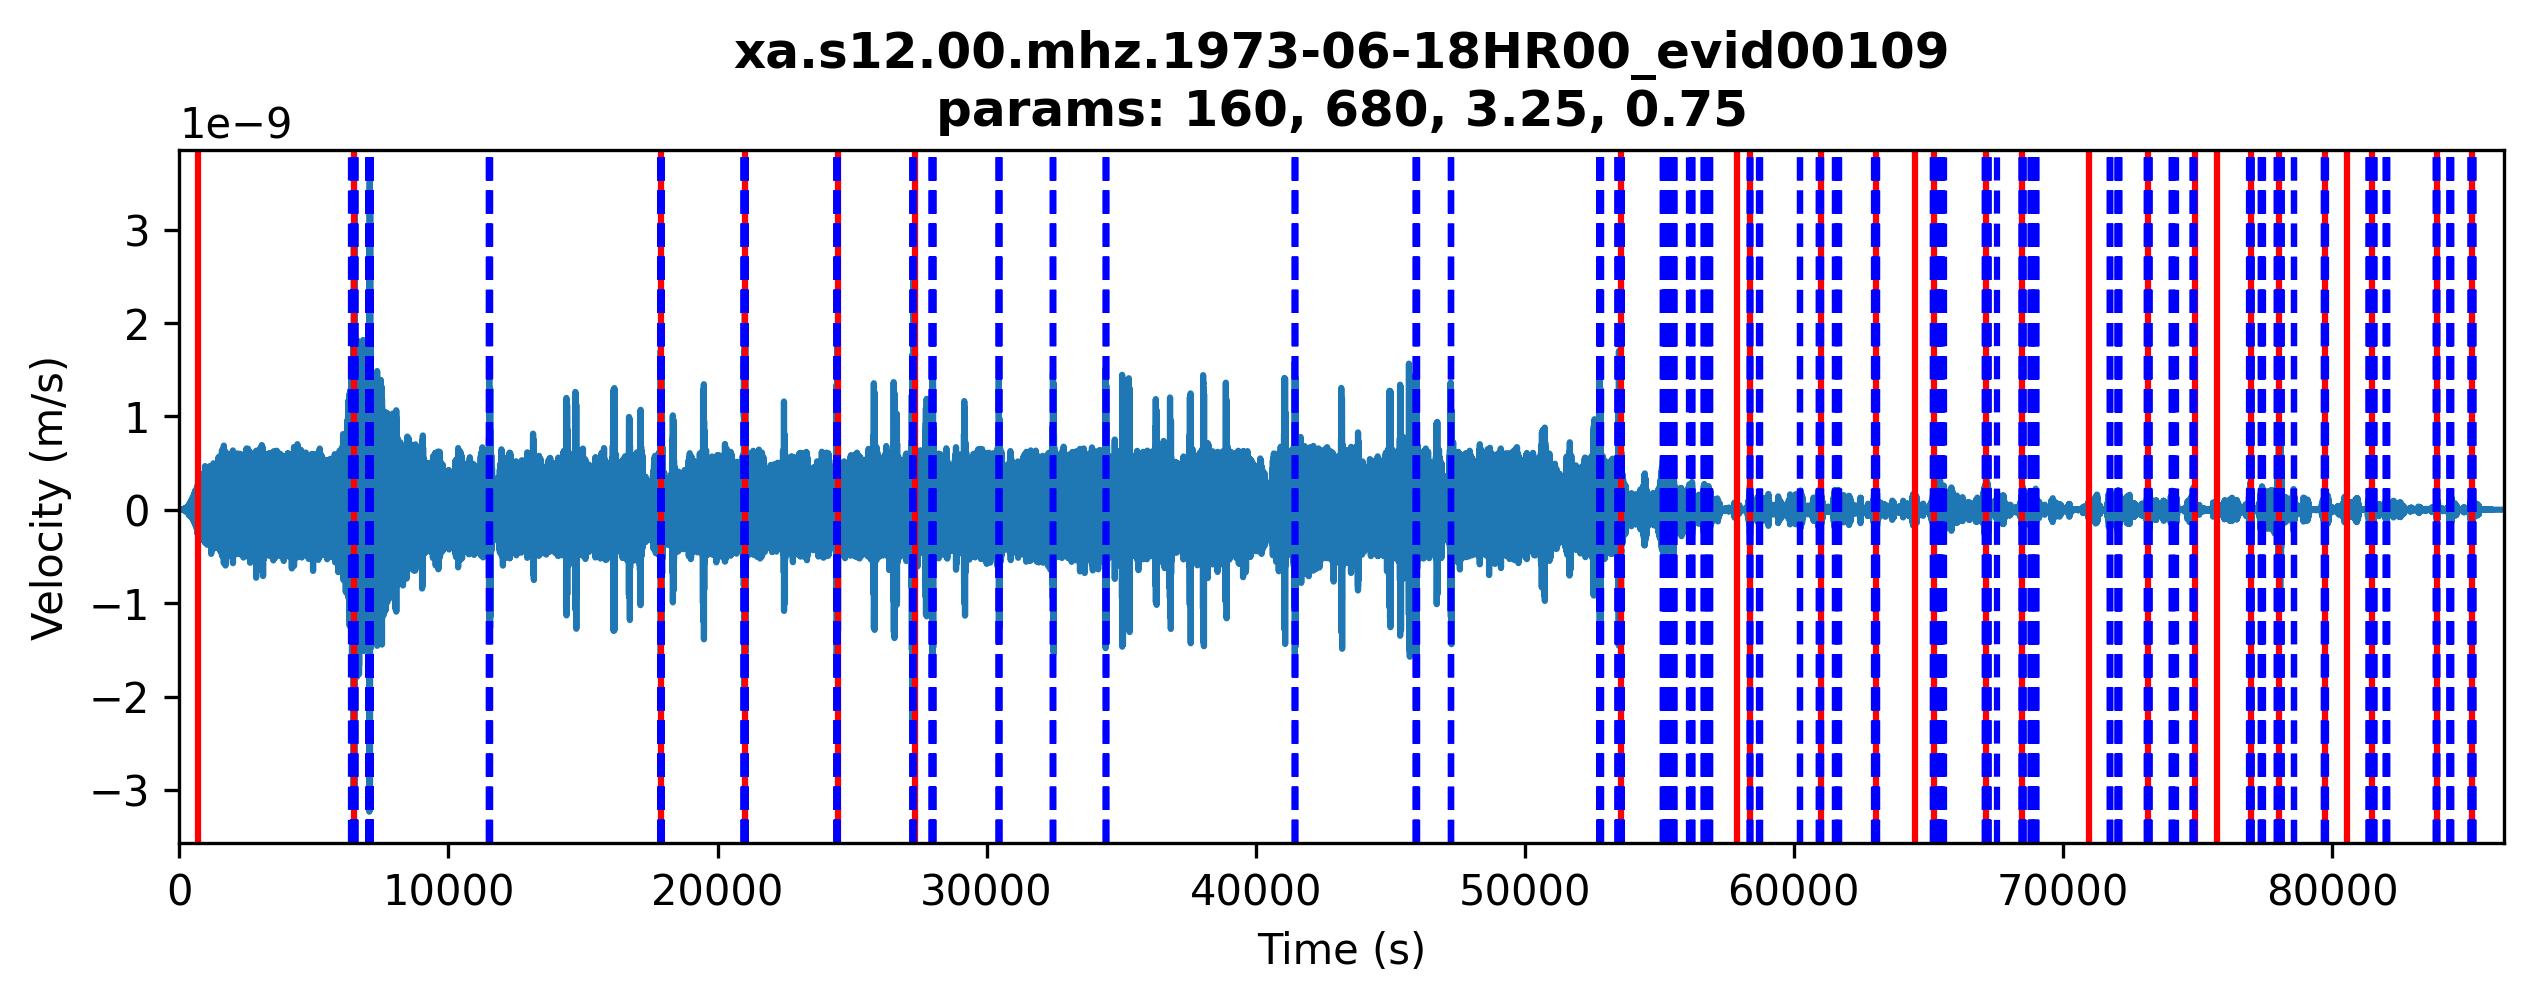 xa.s12.00.mhz.1973-06-18HR00_evid00109
params: 160, 680, 3.25, 0.75
1e−9
3
2
1
0
−1
−2
−3
Velocity (m/s)
0 10000 20000 30000 40000 50000 60000 70000 80000
Time (s)